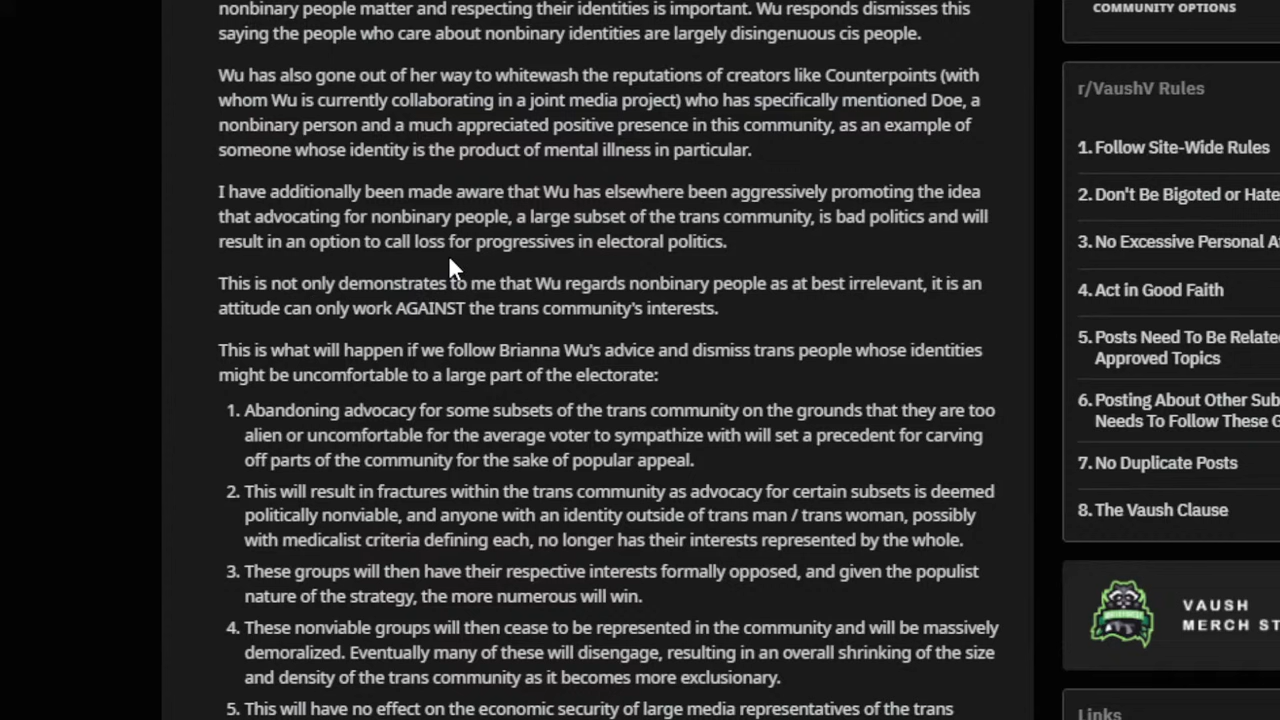 nonbinary people matter and respecting their identities is important. Wu responds dismisses this
saying the people who care about nonbinary identities are largely disingenuous cis people.
Wu has also gone out of her way to whitewash the reputations of creators like Counterpoints (with
whom Wu is currently collaborating in a joint media project) who has specifically mentioned Doe, a
nonbinary person and a much appreciated positive presence in this community, as an example of
someone whose identity is the product of mental illness in particular.
I have additionally been made aware that Wu has elsewhere been aggressively promoting the idea
that advocating for nonbinary people, a large subset of the trans community, is bad politics and will
result in an option to call loss for progressives in electoral politics.
This is not only demonstrates to me that Wu regards nonbinary people as at best irrelevant, it is an
attitude can only work AGAINST the trans community's interests.
This is what will happen if we follow Brianna Wu's advice and dismiss trans people whose identities
might be uncomfortable to a large part of the electorate:
1. Abandoning advocacy for some subsets of the trans community on the grounds that they are too
alien or uncomfortable for the average voter to sympathize with will set a precedent for carving
off parts of the community for the sake of popular appeal.
2. This will result in fractures within the trans community as advocacy for certain subsets is deemed
politically nonviable, and anyone with an identity outside of trans man / trans woman, possibly
with medicalist criteria defining each, no longer has their interests represented by the whole.
3. These groups will then have their respective interests formally opposed, and given the populist
nature of the strategy, the more numerous will win.
4. These nonviable groups will then cease to be represented in the community and will be massively
demoralized. Eventually many of these will disengage, resulting in an overall shrinking of the size
and density of the trans community as it becomes more exclusionary.
5. This will have no effect on the economic security of large media representatives of the trans
COMMUNITY OPTIONS
r/VaushV Rules
1. Follow Site-Wide Rules
2. Don't Be Bigoted or Hate
3. No Excessive Personal A
4. Act in Good Faith
5. Posts Need To Be Relate
Approved Topics
6. Posting About Other Sub
Needs To Follow These G
7. No Duplicate Posts
8. The Vaush Clause
VAUSH
MERCH ST
Links